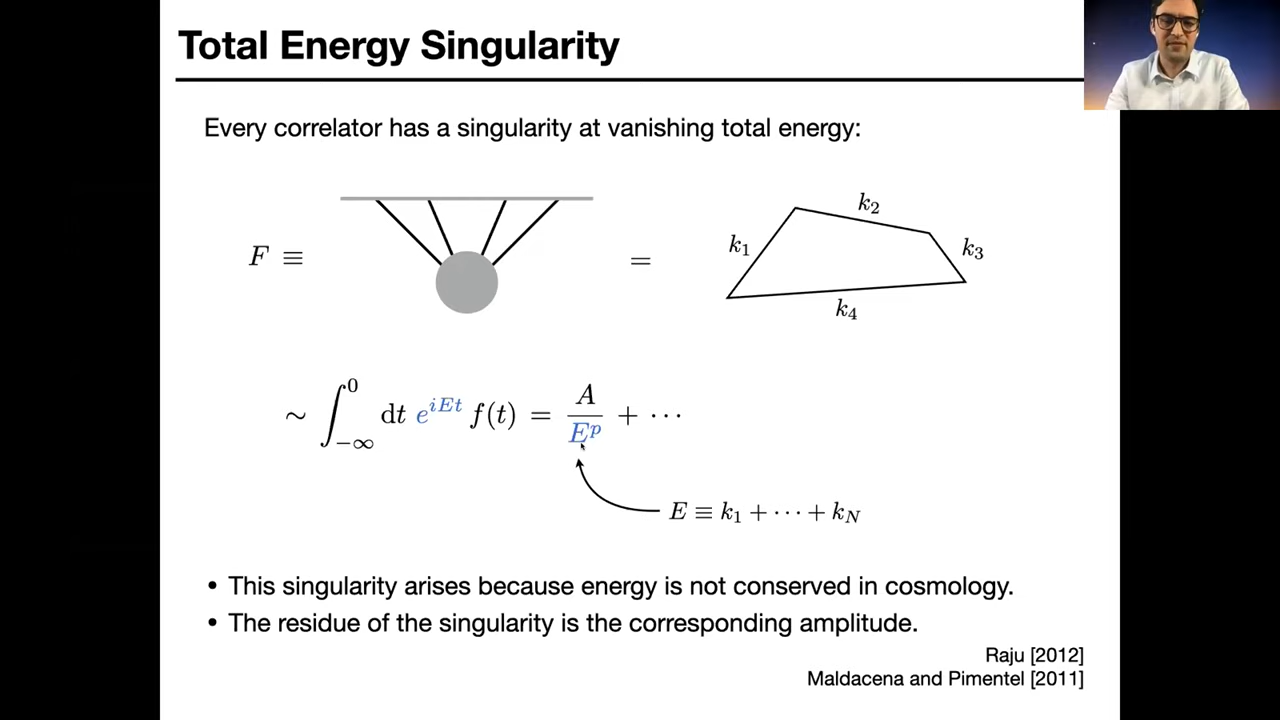 Total Energy Singularity
Every correlator has a singularity at vanishing total energy:
F ≡
=
k₁
k₂
k₃
k₄
∼ ∫_{−∞}^{0} dt e^{iEt} f(t) = A/E^p + ⋯
E ≡ k₁ + ⋯ + k_N
• This singularity arises because energy is not conserved in cosmology.
• The residue of the singularity is the corresponding amplitude.
Raju [2012]
Maldacena and Pimentel [2011]